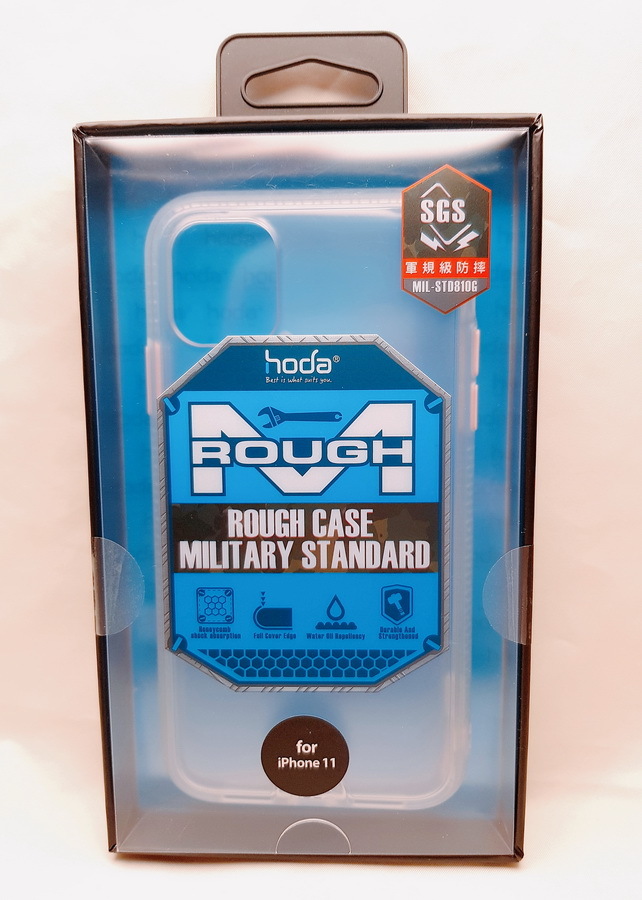 SGS
軍規級防摔
MIL-STD810G
hoda®
Best is what suits you.
ROUGH
ROUGH CASE
MILITARY STANDARD
Honeycomb
shock absorption
Full Cover Edge
Water Oil Repellency
Durable And
Strengthened
for
iPhone 11